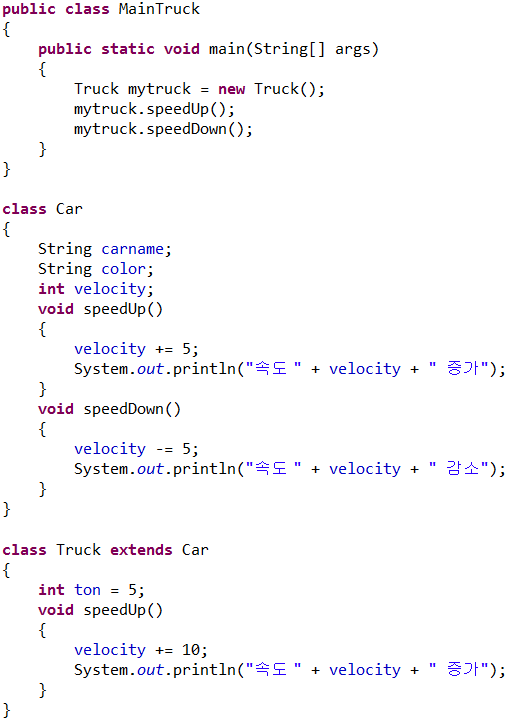 public class MainTruck
{
    public static void main(String[] args)
    {
        Truck mytruck = new Truck();
        mytruck.speedUp();
        mytruck.speedDown();
    }
}

class Car
{
    String carname;
    String color;
    int velocity;
    void speedUp()
    {
        velocity += 5;
        System.out.println("속도 " + velocity + " 증가");
    }
    void speedDown()
    {
        velocity -= 5;
        System.out.println("속도 " + velocity + " 감소");
    }
}

class Truck extends Car
{
    int ton = 5;
    void speedUp()
    {
        velocity += 10;
        System.out.println("속도 " + velocity + " 증가");
    }
}